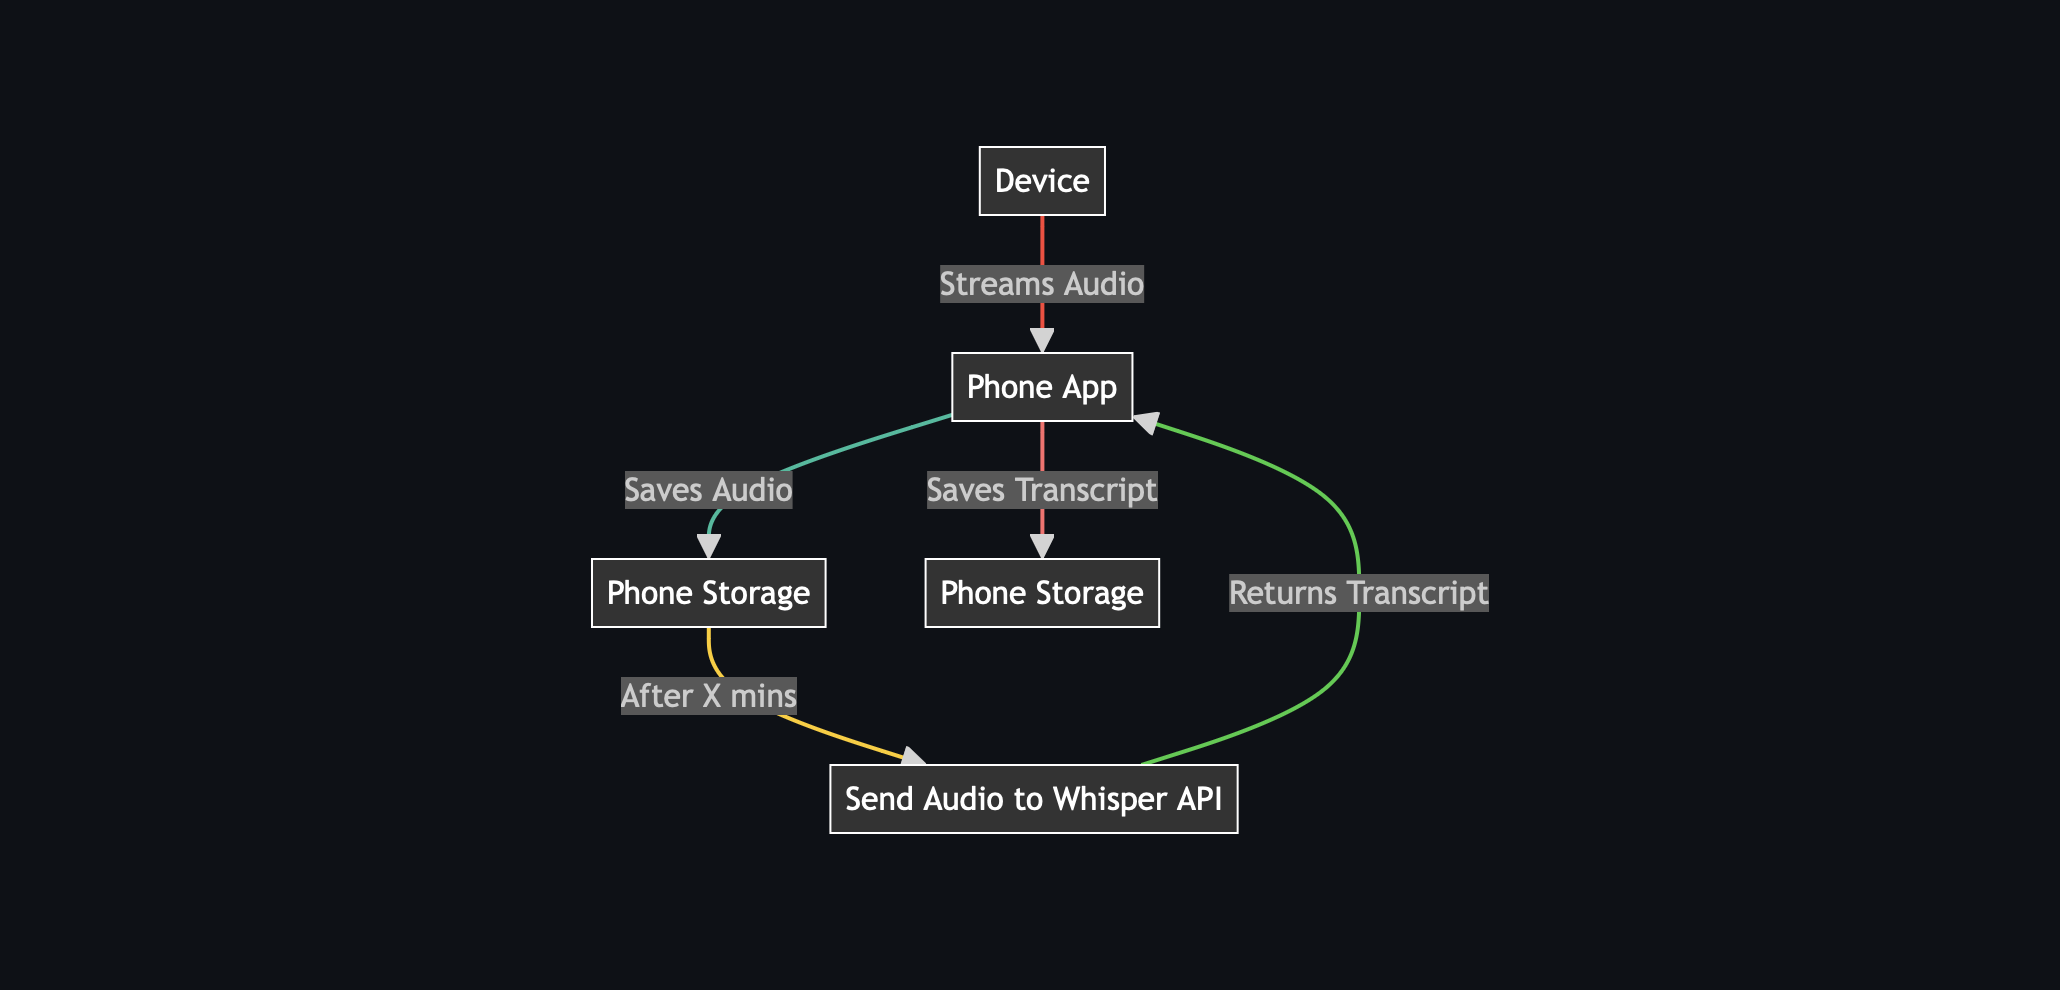 Device
Streams Audio
Phone App
Saves Audio
Saves Transcript
Phone Storage
Phone Storage
Returns Transcript
After X mins
Send Audio to Whisper API